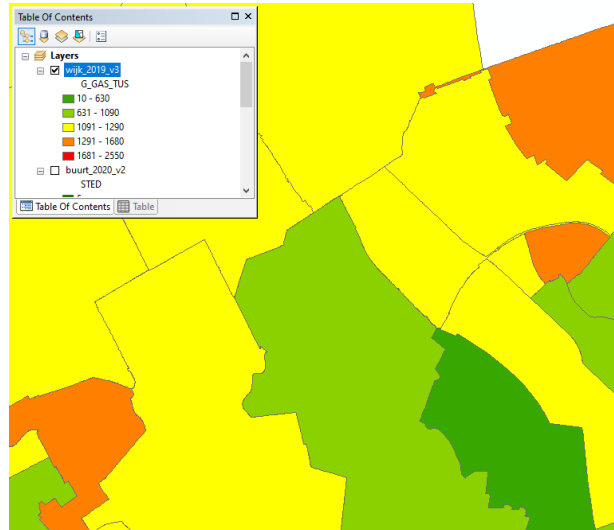 Table Of Contents
Layers
wijk_2019_v3
G_GAS_TUS
10 - 630
631 - 1090
1091 - 1290
1291 - 1680
1681 - 2550
buurt_2020_v2
STED
Table Of Contents Table